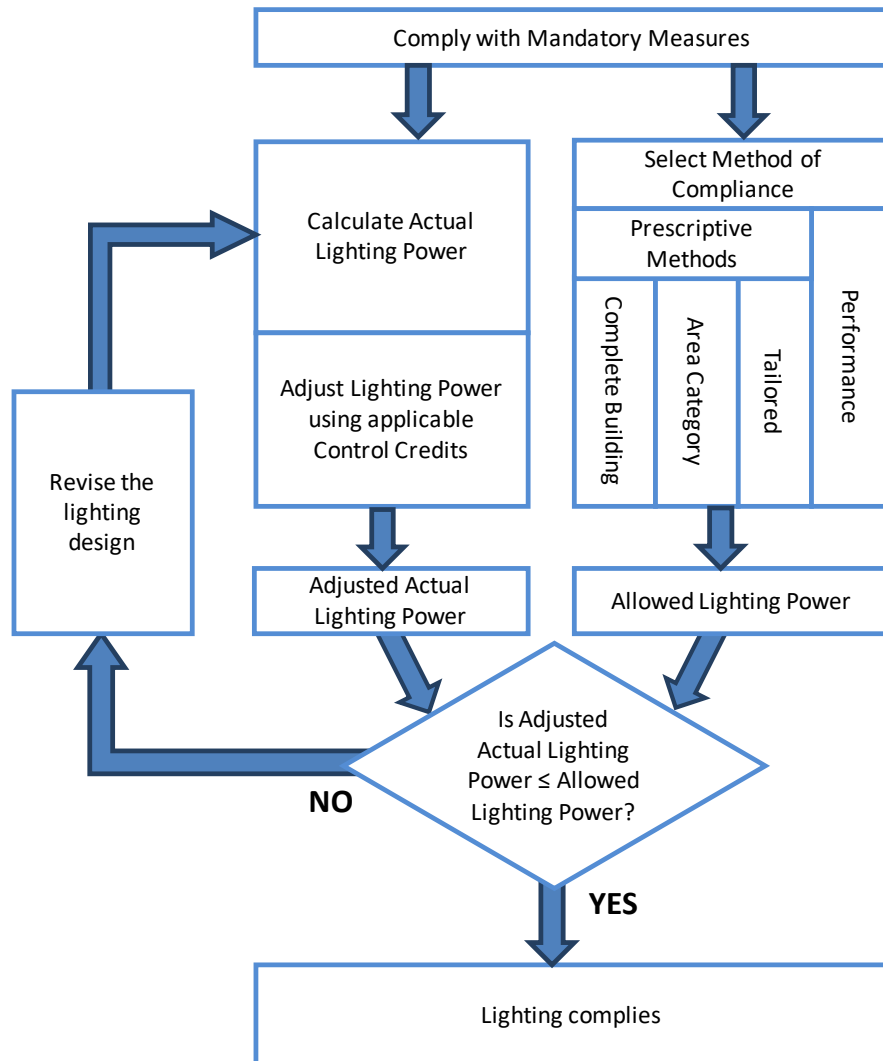 Comply with Mandatory Measures
Calculate Actual
Lighting Power
Adjust Lighting Power
using applicable
Control Credits
Select Method of
Compliance
Prescriptive
Methods
Complete Building
Area Category
Tailored
Performance
Revise the
lighting
design
Adjusted Actual
Lighting Power
Allowed Lighting Power
Is Adjusted
Actual Lighting
Power ≤ Allowed
Lighting Power?
NO
YES
Lighting complies